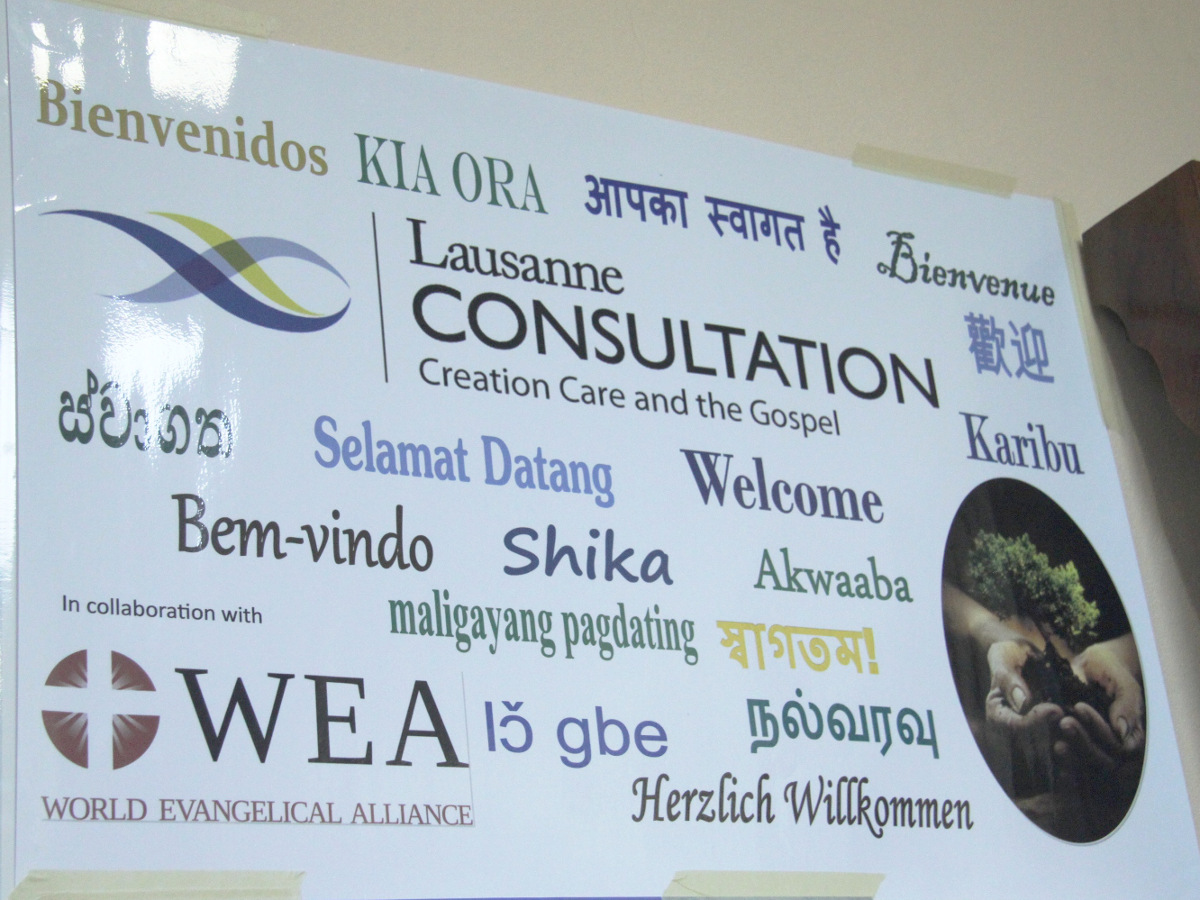 Bienvenidos
KIA ORA
आपका स्वागत है
Bienvenue
Lausanne
CONSULTATION
Creation Care and the Gospel
歡迎
Karibu
ස්වාගත
Selamat Datang
Welcome
Bem-vindo
Shika
Akwaaba
In collaboration with
maligayang pagdating
স্বাগতম!
WEA
WORLD EVANGELICAL ALLIANCE
lɔ̌ gbe
நல்வரவு
Herzlich Willkommen